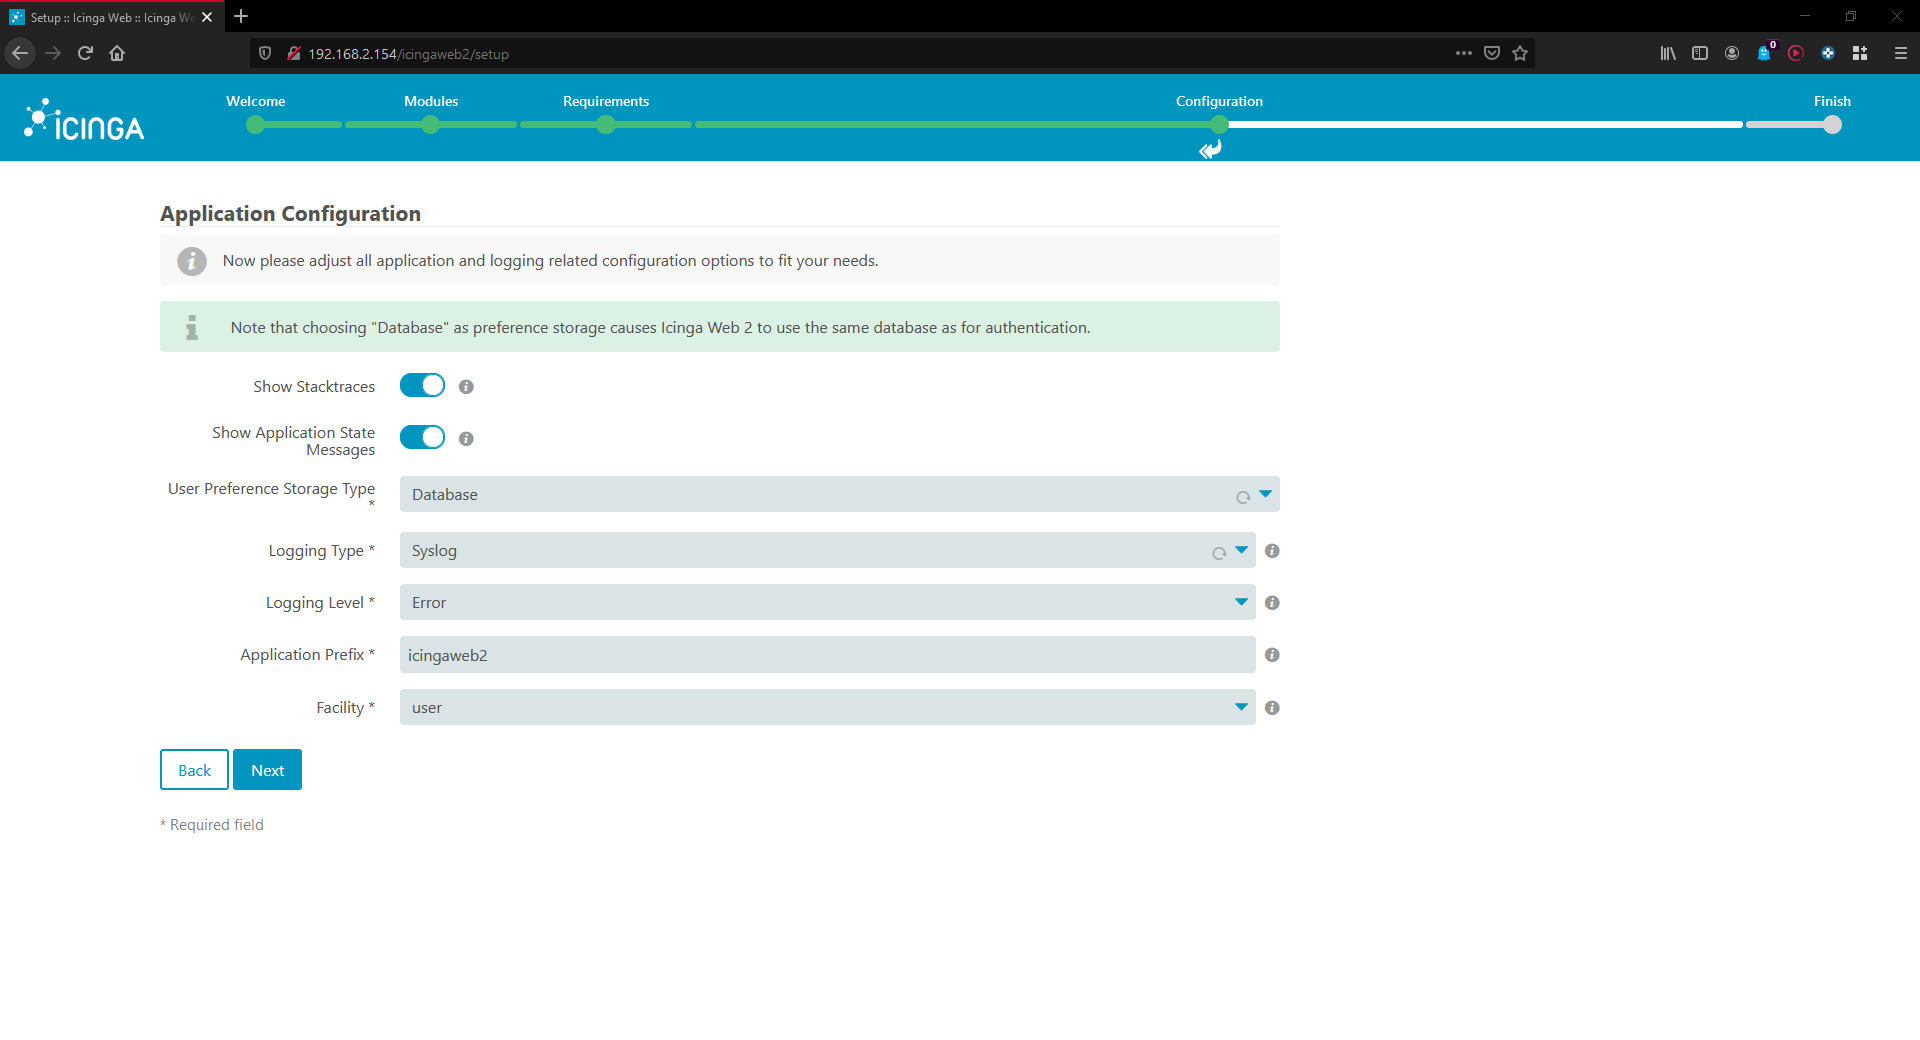 Setup :: Icinga Web :: Icinga We
0
192.168.2.154/icingaweb2/setup
ICINGA
Welcome
Modules
Requirements
Configuration
Finish
Application Configuration
Now please adjust all application and logging related configuration options to fit your needs.
Note that choosing "Database" as preference storage causes Icinga Web 2 to use the same database as for authentication.
Show Stacktraces
Show Application State
Messages
User Preference Storage Type
*
Database
Logging Type *
Syslog
Logging Level *
Error
Application Prefix *
icingaweb2
Facility *
user
Back
Next
* Required field